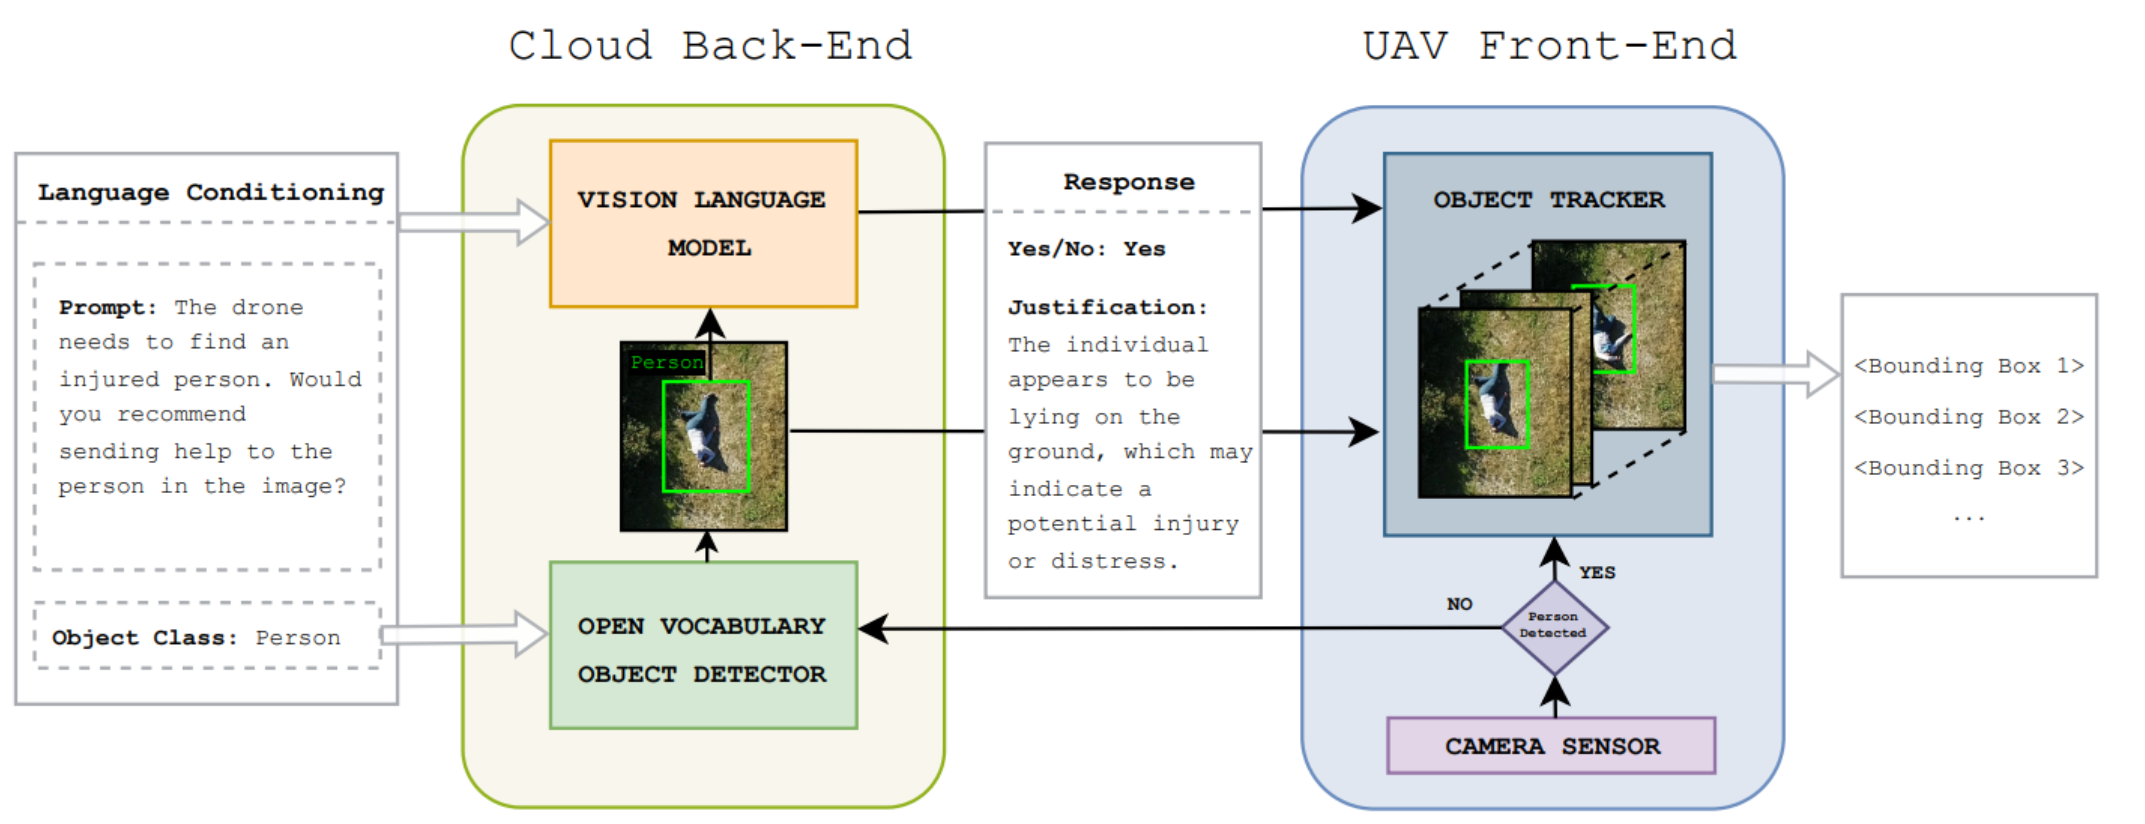 Cloud Back-End
UAV Front-End
Language Conditioning
Prompt: The drone
needs to find an
injured person. Would
you recommend
sending help to the
person in the image?
Object Class: Person
VISION LANGUAGE
MODEL
Person
OPEN VOCABULARY
OBJECT DETECTOR
Response
Yes/No: Yes
Justification:
The individual
appears to be
lying on the
ground, which may
indicate a
potential injury
or distress.
OBJECT TRACKER
YES
NO
Person
Detected
CAMERA SENSOR
<Bounding Box 1>
<Bounding Box 2>
<Bounding Box 3>
...